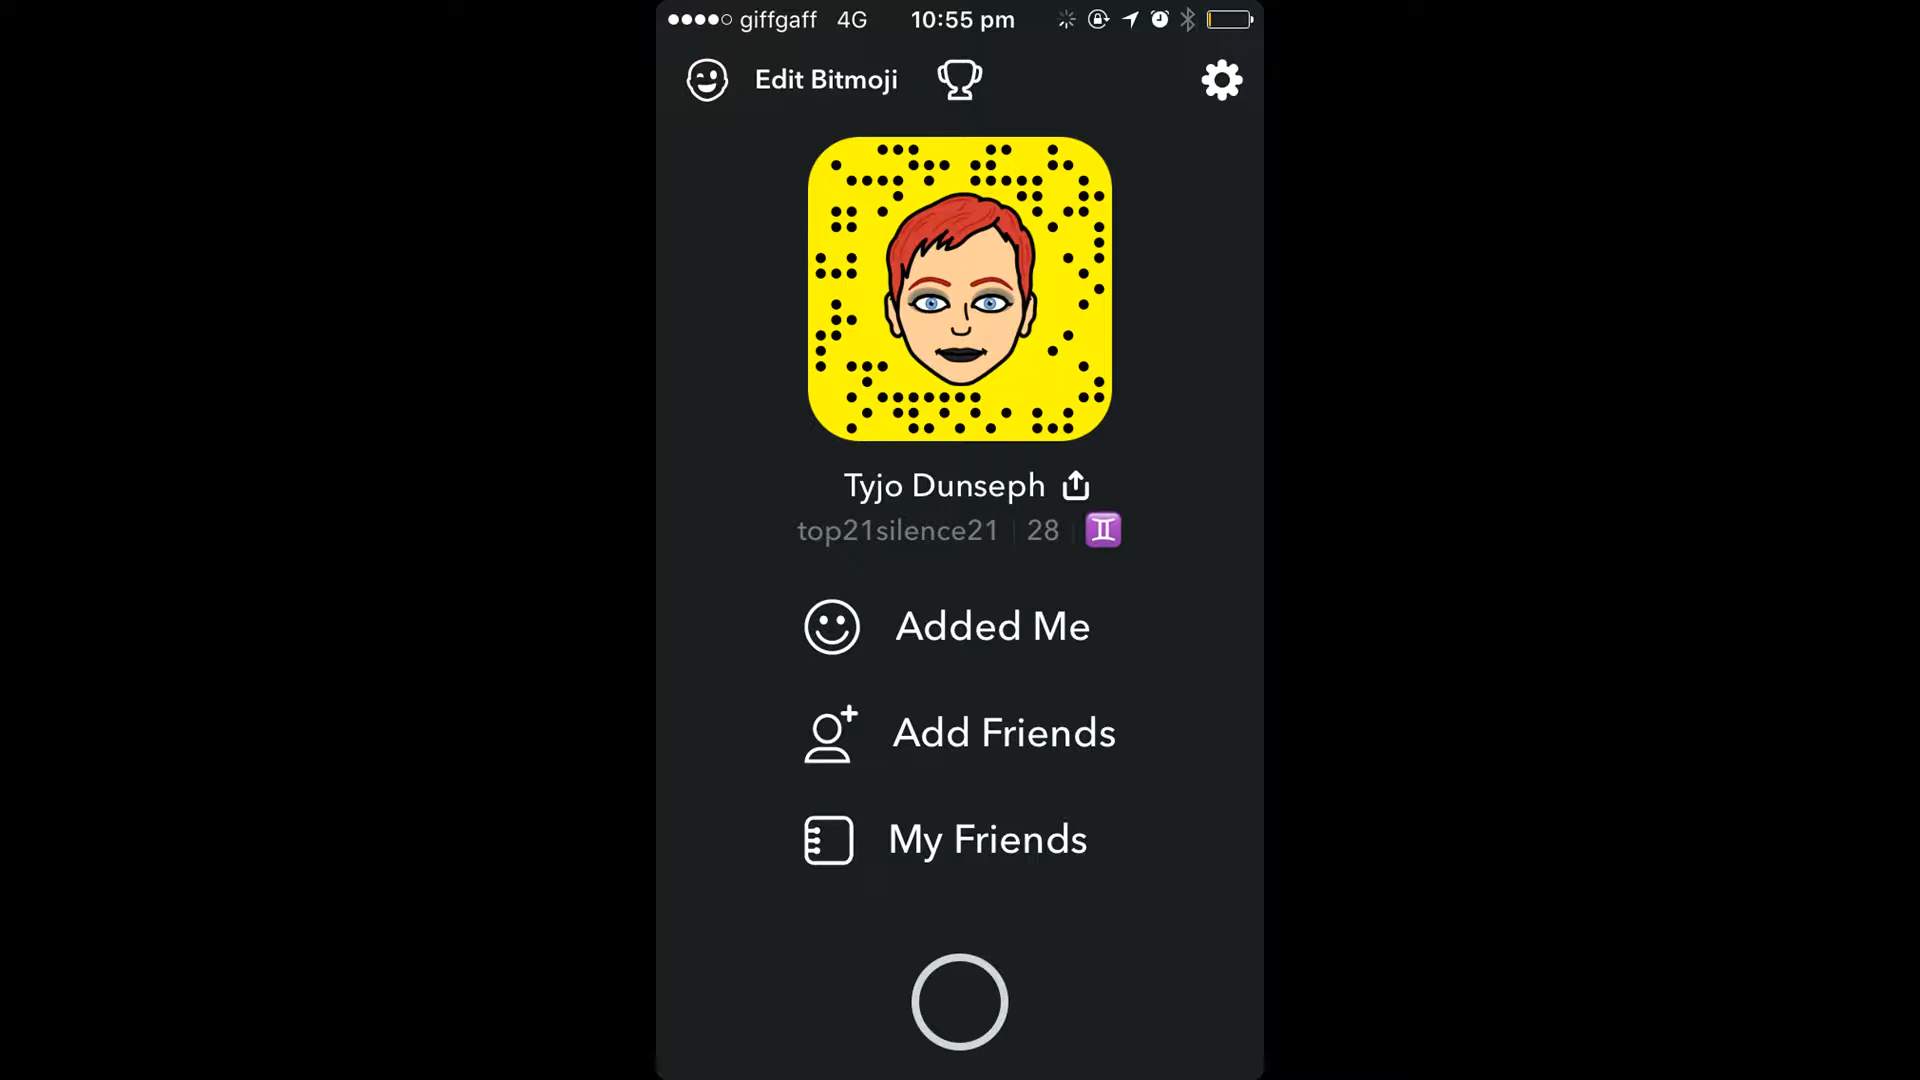 giffgaff 4G 10:55 pm
Edit Bitmoji
Tyjo Dunseph
top21silence21 | 28 | ♊
Added Me
Add Friends
My Friends